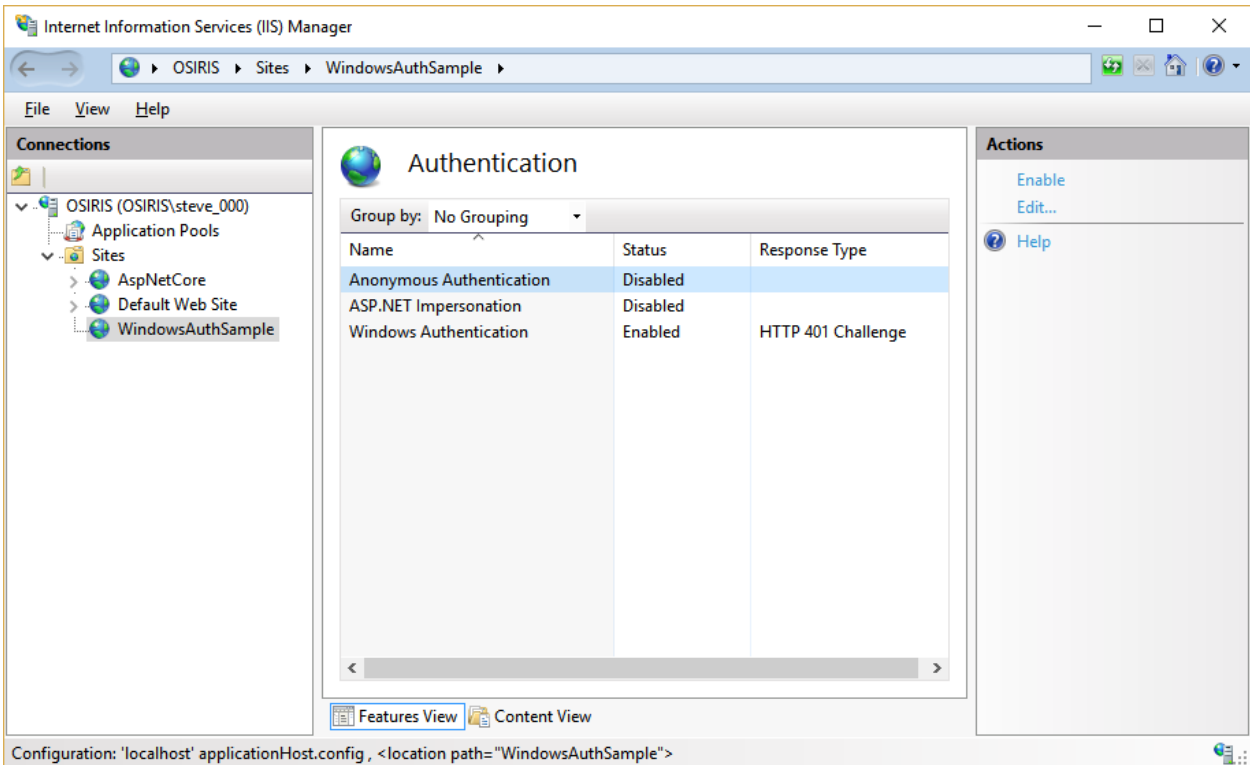 Internet Information Services (IIS) Manager
OSIRIS Sites WindowsAuthSample
File View Help
Connections
OSIRIS (OSIRIS\steve_000)
Application Pools
Sites
AspNetCore
Default Web Site
WindowsAuthSample
Authentication
Group by: No Grouping
Name Status Response Type
Anonymous Authentication Disabled
ASP.NET Impersonation Disabled
Windows Authentication Enabled HTTP 401 Challenge
Features View Content View
Actions
Enable
Edit...
Help
Configuration: 'localhost' applicationHost.config , <location path="WindowsAuthSample">